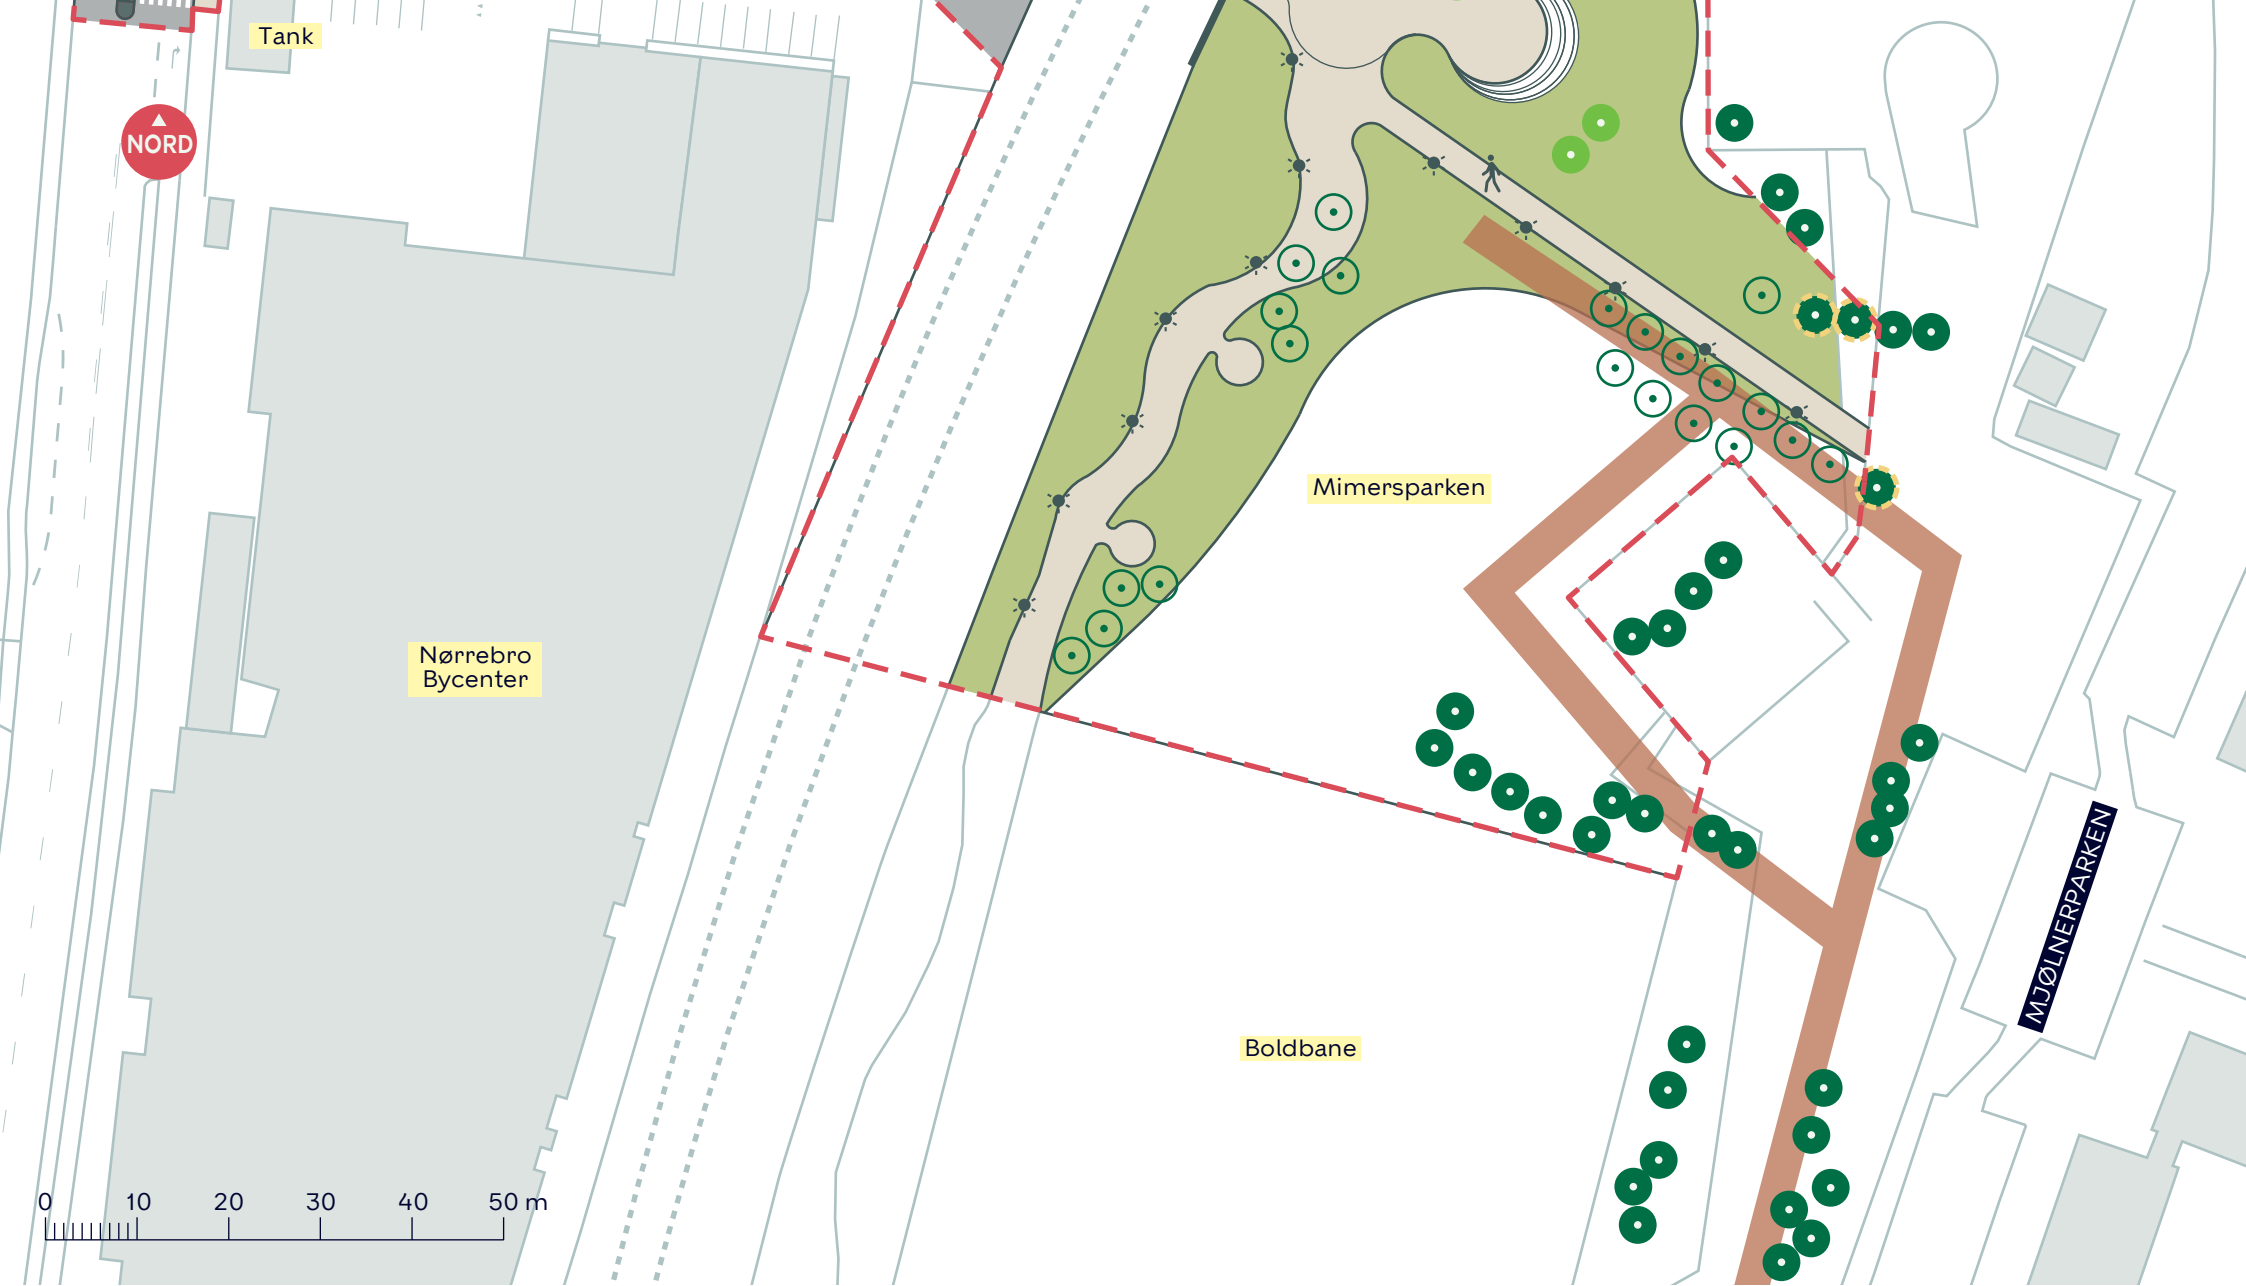 Tank
NORD
Mimersparken
Nørrebro
Bycenter
MJØLNERPARKEN
Boldbane
0 10 20 30 40 50 m